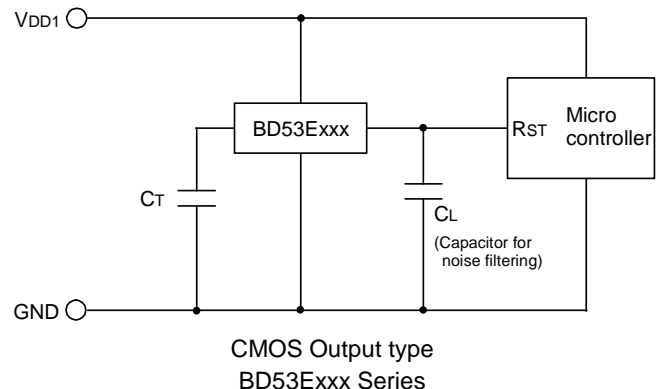 VDD1
BD53Exxx
RST
Micro
controller
CT
CL
(Capacitor for
noise filtering)
GND
CMOS Output type
BD53Exxx Series